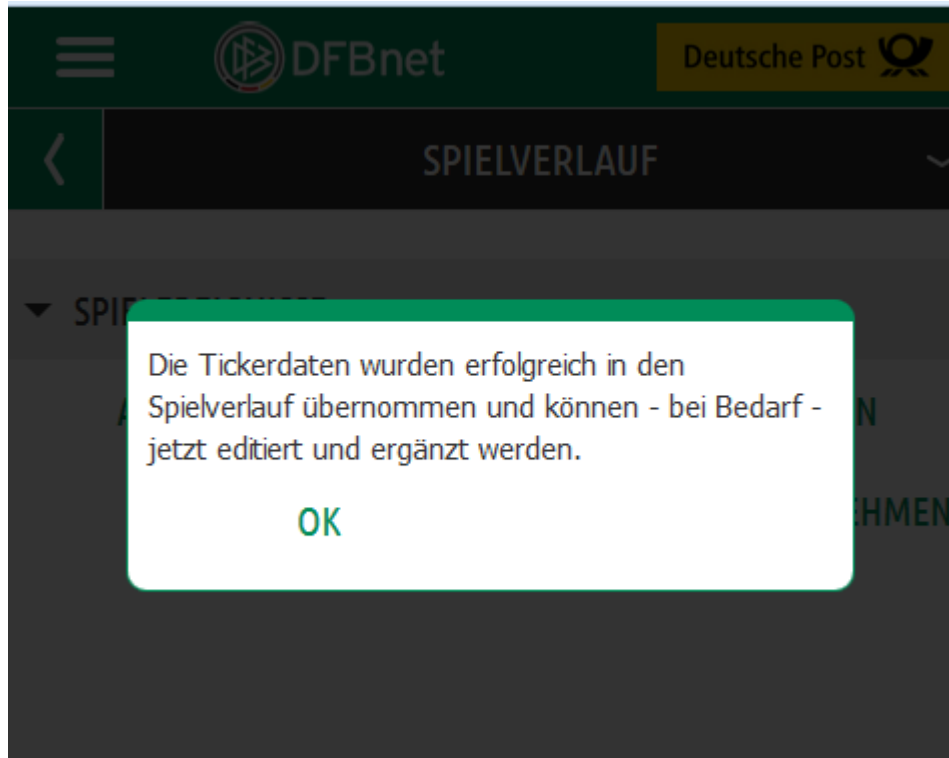 DFBnet
Deutsche Post
SPIELVERLAUF
Die Tickerdaten wurden erfolgreich in den
Spielverlauf übernommen und können - bei Bedarf -
jetzt editiert und ergänzt werden.
OK